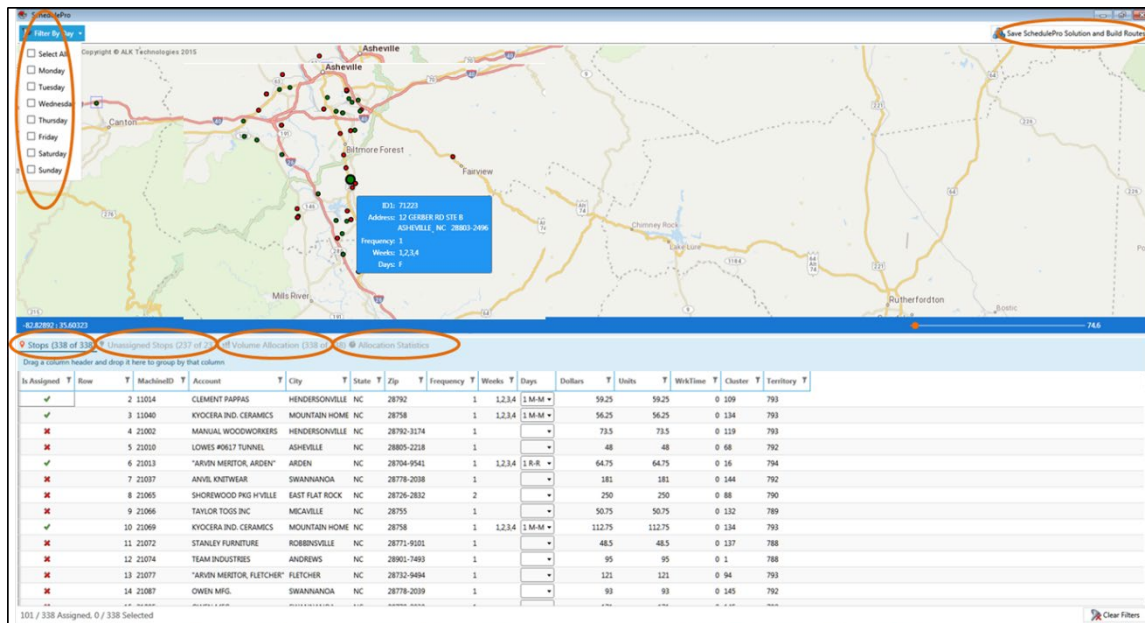 SchedulePro
Filter By Day
Save SchedulePro Solution and Build Routes
Select All
Monday
Tuesday
Wednesday
Thursday
Friday
Saturday
Sunday
Copyright © ALK Technologies 2015
Asheville
Asheville
Canton
Biltmore Forest
Fairview
Chimney Rock
Lake Lure
Mills River
Rutherfordton
Bostic
ID1: 71223
Address: 12 GERBER RD STE B
ASHEVILLE, NC 28803-2496
Frequency: 1
Weeks: 1,2,3,4
Days: F
-82.82892 : 35.60323
74.6
Stops (338 of 338)
Unassigned Stops (237 of 23
Volume Allocation (338 of
Allocation Statistics
Drag a column header and drop it here to group by that column
Is Assigned Row MachineID Account City State Zip Frequency Weeks Days Dollars Units WrkTime Cluster Territory
2 11014 CLEMENT PAPPAS HENDERSONVILLE NC 28792 1 1,2,3,4 1 M-M 59.25 59.25 0 109 793
3 11040 KYOCERA IND. CERAMICS MOUNTAIN HOME NC 28758 1 1,2,3,4 1 M-M 56.25 56.25 0 134 793
4 21002 MANUAL WOODWORKERS HENDERSONVILLE NC 28792-3174 1 73.5 73.5 0 119 793
5 21010 LOWES #0617 TUNNEL ASHEVILLE NC 28805-2218 1 48 48 0 68 792
6 21013 "ARVIN MERITOR, ARDEN" ARDEN NC 28704-9541 1 1,2,3,4 1 R-R 64.75 64.75 0 16 794
7 21037 ANVIL KNITWEAR SWANNANOA NC 28778-2038 1 181 181 0 144 792
8 21065 SHOREWOOD PKG H'VILLE EAST FLAT ROCK NC 28726-2832 2 250 250 0 88 790
9 21066 TAYLOR TOGS INC MICAVILLE NC 28755 1 50.75 50.75 0 132 789
10 21069 KYOCERA IND. CERAMICS MOUNTAIN HOME NC 28758 1 1,2,3,4 1 M-M 112.75 112.75 0 134 793
11 21072 STANLEY FURNITURE ROBBINSVILLE NC 28771-9101 1 48.5 48.5 0 137 788
12 21074 TEAM INDUSTRIES ANDREWS NC 28901-7493 1 95 95 0 1 788
13 21077 "ARVIN MERITOR, FLETCHER" FLETCHER NC 28732-9494 1 121 121 0 94 793
14 21087 OWEN MFG. SWANNANOA NC 28778-2039 1 93 93 0 145 792
101 / 338 Assigned, 0 / 338 Selected
Clear Filters